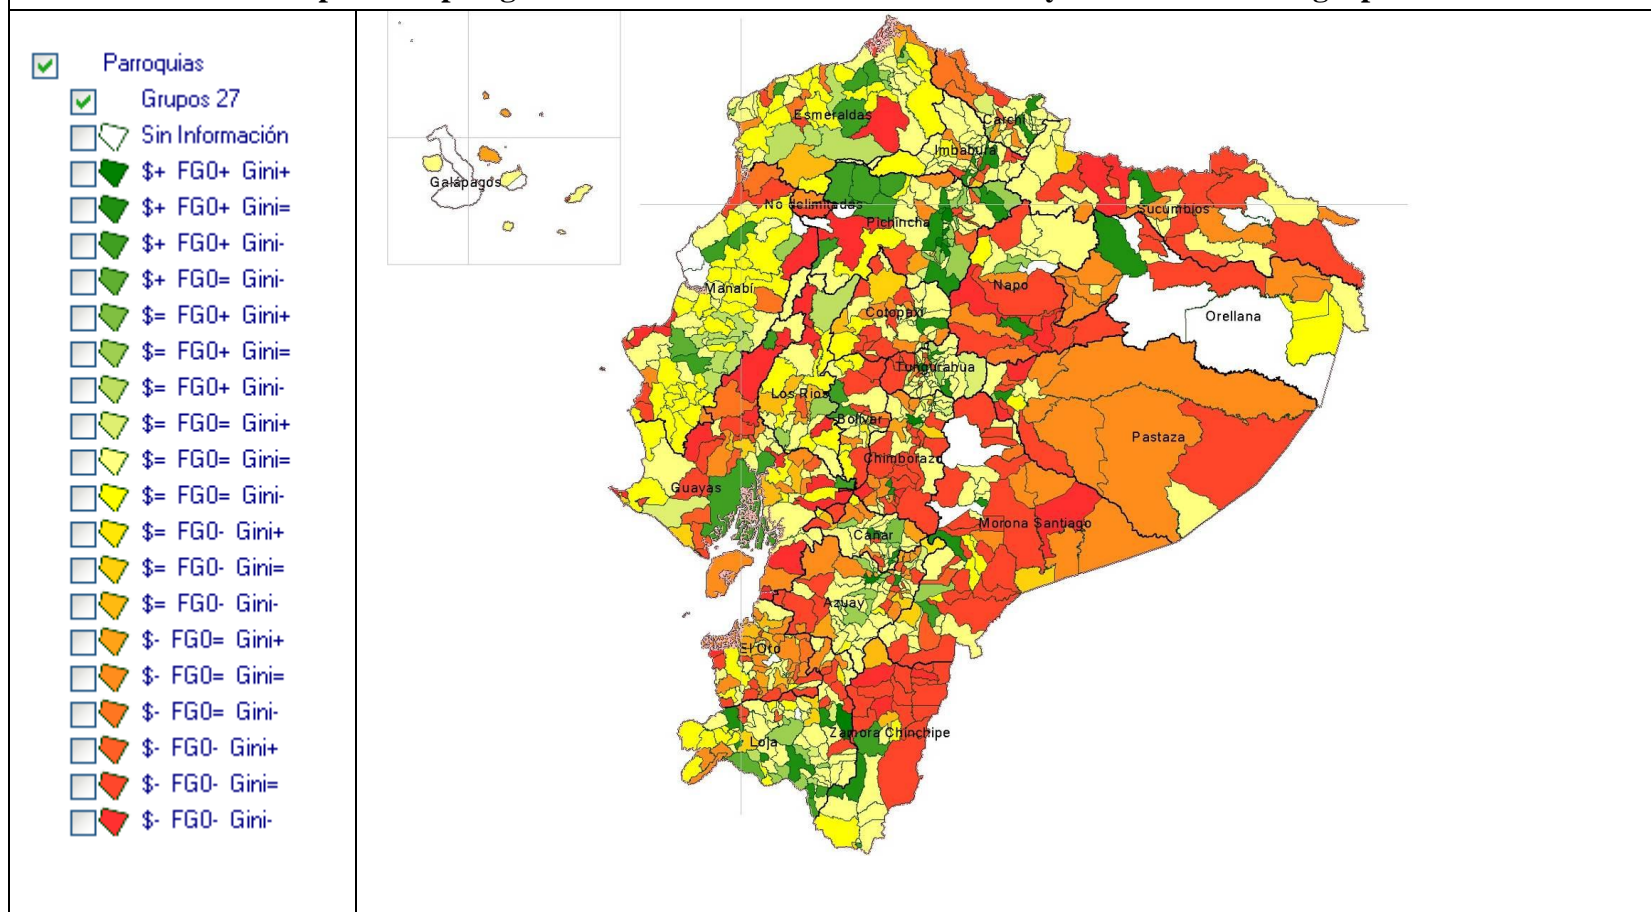 Parroquias
Grupos 27
Sin Información
$+ FGO+ Gini+
$+ FGO+ Gini=
$+ FGO+ Gini-
$+ FGO= Gini-
$= FGO+ Gini+
$= FGO+ Gini=
$= FGO+ Gini-
$= FGO= Gini+
$= FGO= Gini=
$= FGO= Gini-
$= FGO- Gini+
$= FGO- Gini=
$= FGO- Gini-
$- FGO= Gini+
$- FGO= Gini=
$- FGO= Gini-
$- FGO- Gini+
$- FGO- Gini=
$- FGO- Gini-
Galápagos
Esmeraldas
Carchi
Imbabura
No delimitadas
Pichincha
Sucumbios
Manabí
Napo
Cotopaxi
Orellana
Tungurahua
Los Rios
Bolívar
Pastaza
Chimborazo
Guayas
Morona Santiago
Cañar
Azuay
El Oro
Loja
Zamora Chinchipe